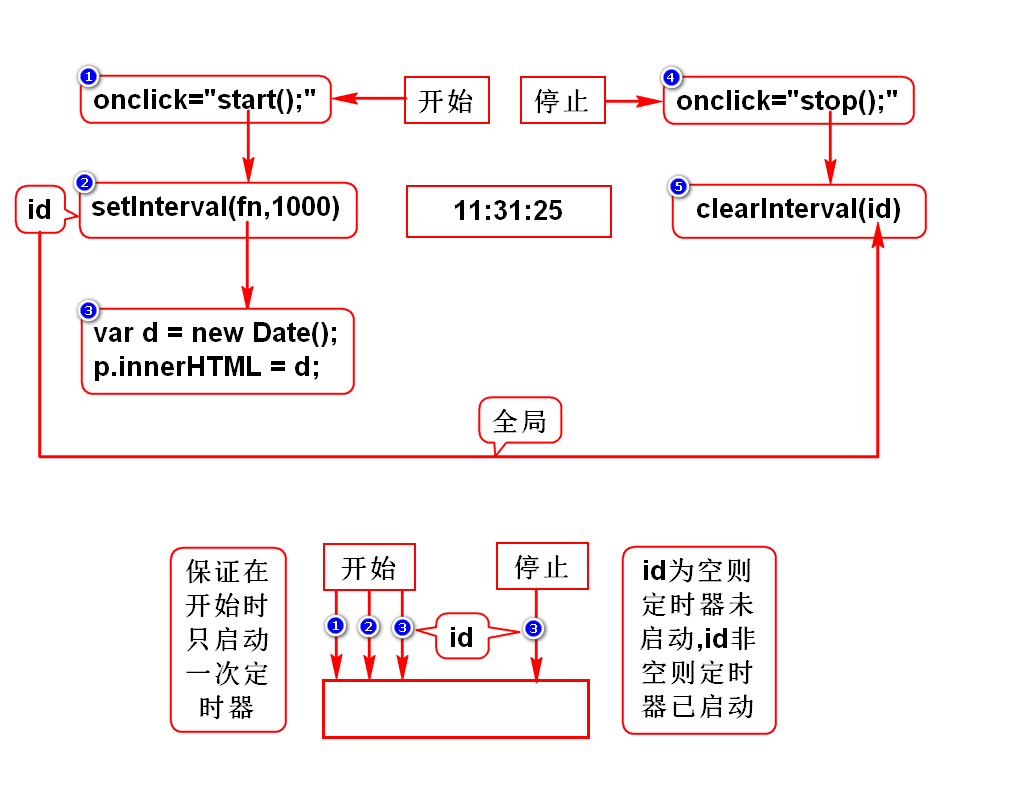 1
onclick="start();"
开始
停止
4
onclick="stop();"
id
2
setInterval(fn,1000)
11:31:25
5
clearInterval(id)
3
var d = new Date();
p.innerHTML = d;
全局
保证在
开始时
只启动
一次定
时器
开始
停止
1
2
3
id
3
id为空则
定时器未
启动,id非
空则定时
器已启动